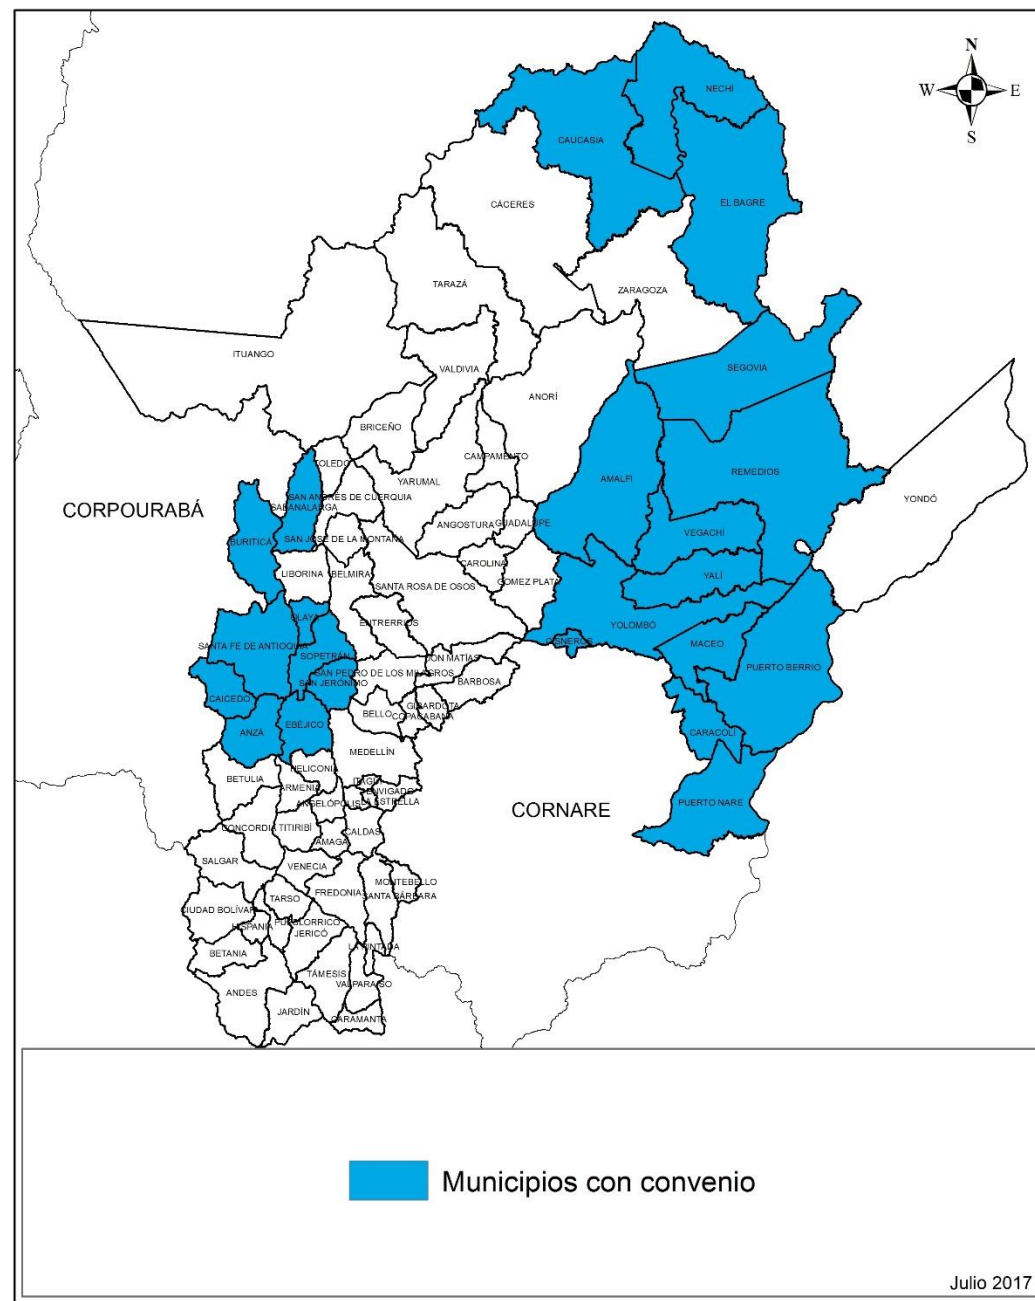 N
NECHÍ
W
E
CAUCASIA
S
EL BAGRE
CÁCERES
TARAZÁ
ZARAGOZA
ITUANGO
VALDIVIA
SEGOVIA
ANORÍ
BRICEÑO
CAMPAMENTO
TOLEDO
YARUMAL
AMALFI
REMEDIOS
SAN ANDRÉS DE CUERQUIA
YONDÓ
SABANALARGA
CORPOURABÁ
ANGOSTURA
GUADALUPE
VEGACHÍ
BURITICÁ
SAN JOSÉ DE LA MONTAÑA
CAROLINA
LIBORINA
BELMIRA
YALÍ
GÓMEZ PLATA
SANTA ROSA DE OSOS
OLAYA
ENTRERRIOS
YOLOMBÓ
CISNEROS
MACEO
SANTA FE DE ANTIOQUIA
SOPETRÁN
DON MATÍAS
PUERTO BERRIO
SAN PEDRO DE LOS MILAGROS
BARBOSA
SAN JERÓNIMO
CAICEDO
GIRARDOTA
BELLO
COPACABANA
EBÉJICO
ANZÁ
CARACOLÍ
MEDELLÍN
HELICONIA
BETULIA
ITAGUI
ARMENIA
ENVIGADO
LA ESTRELLA
ANGELÓPOLIS
PUERTO NARE
CORNARE
CONCORDIA
TITIRIBÍ
CALDAS
AMAGÁ
SALGAR
VENECIA
MONTEBELLO
FREDONIA
SANTA BÁRBARA
TARSO
CIUDAD BOLÍVAR
PUEBLORRICO
HISPANIA
JERICÓ
LA PINTADA
BETANIA
TÁMESIS
VALPARAISO
ANDES
JARDÍN
CARAMANTA
Municipios con convenio
Julio 2017